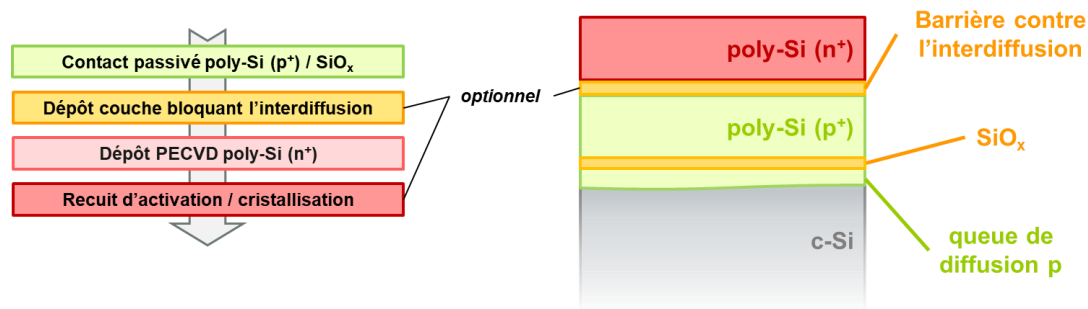 Contact passivé poly-Si (p⁺) / SiOₓ
Dépôt couche bloquant l'interdiffusion
Dépôt PECVD poly-Si (n⁺)
Recuit d'activation / cristallisation
optionnel
poly-Si (n⁺)
poly-Si (p⁺)
c-Si
Barrière contre
l'interdiffusion
SiOₓ
queue de
diffusion p